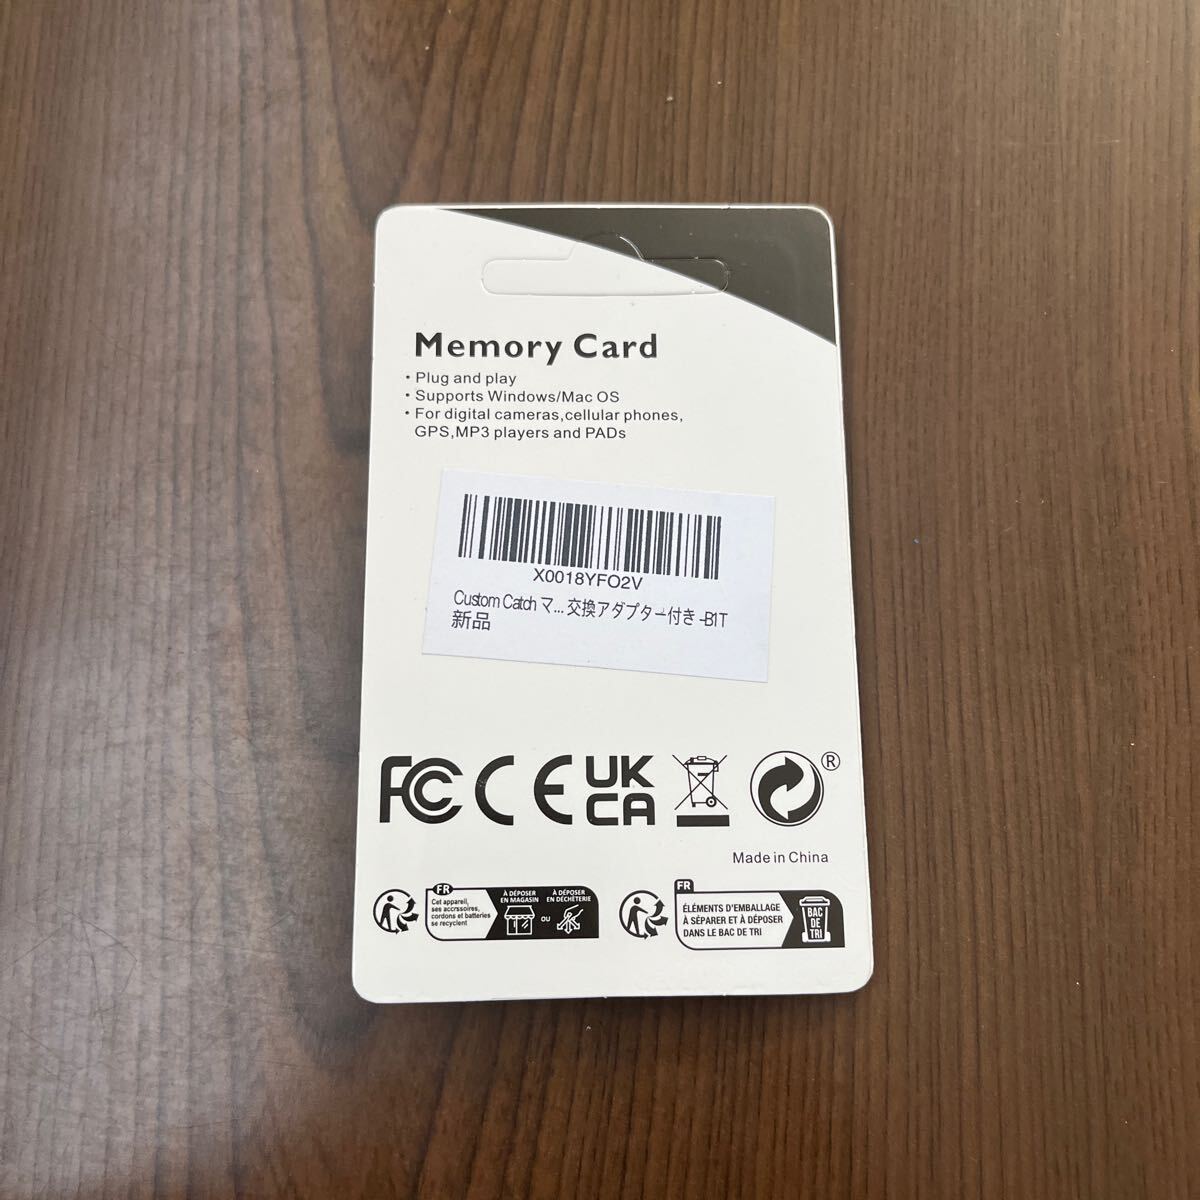 Memory Card
• Plug and play
• Supports Windows/Mac OS
• For digital cameras,cellular phones,
GPS,MP3 players and PADs
X0018YFO2V
Custom Catch マ... 交換アダプター付き -B1T
新品
FC CE UK
CA
®
Made in China
FR
Cet appareil,
ses accrssoires,
cordons et batteries
se recyclent
À DÉPOSER
EN MAGASIN
OU
À DÉPOSER
EN DÉCHÈTERIE
FR
ÉLÉMENTS D'EMBALLAGE
À SÉPARER ET À DÉPOSER
DANS LE BAC DE TRI
BAC
DE
TRI